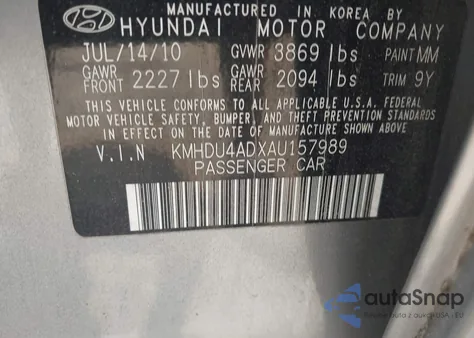 MANUFACTURED IN KOREA BY
HYUNDAI MOTOR COMPANY
JUL/14/10 GVWR 3869 lbs PAINT MM
GAWR FRONT 2227 lbs GAWR REAR 2094 lbs TRIM 9Y
THIS VEHICLE CONFORMS TO ALL APPLICABLE U.S.A. FEDERAL
MOTOR VEHICLE SAFETY, BUMPER, AND THEFT PREVENTION STANDARDS
IN EFFECT ON THE DATE OF MANUFACTURE SHOWN ABOVE.
V.I.N KMHDU4ADXAU157989
PASSENGER CAR
autaSnap